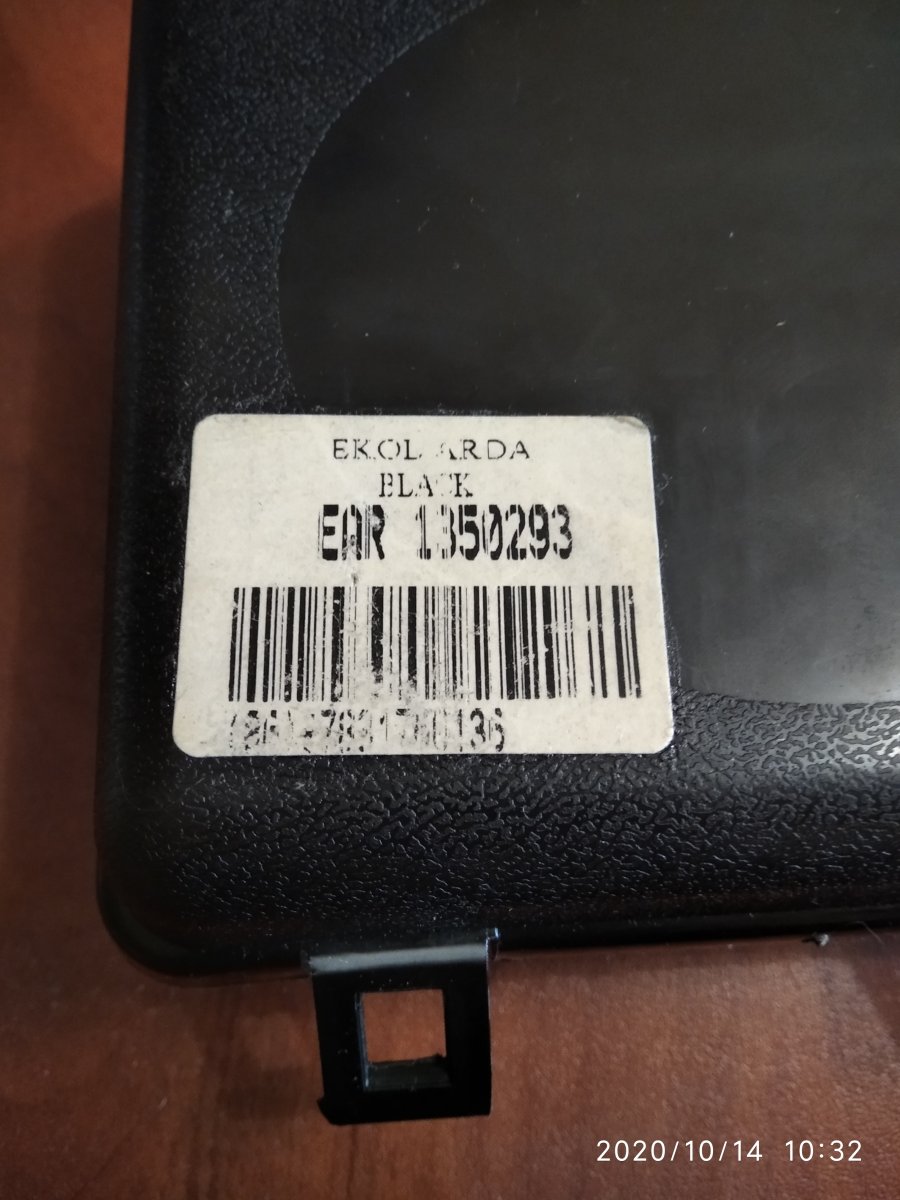 EKOL ARDA
BLACK
EAR 1350293
2020/10/14 10:32